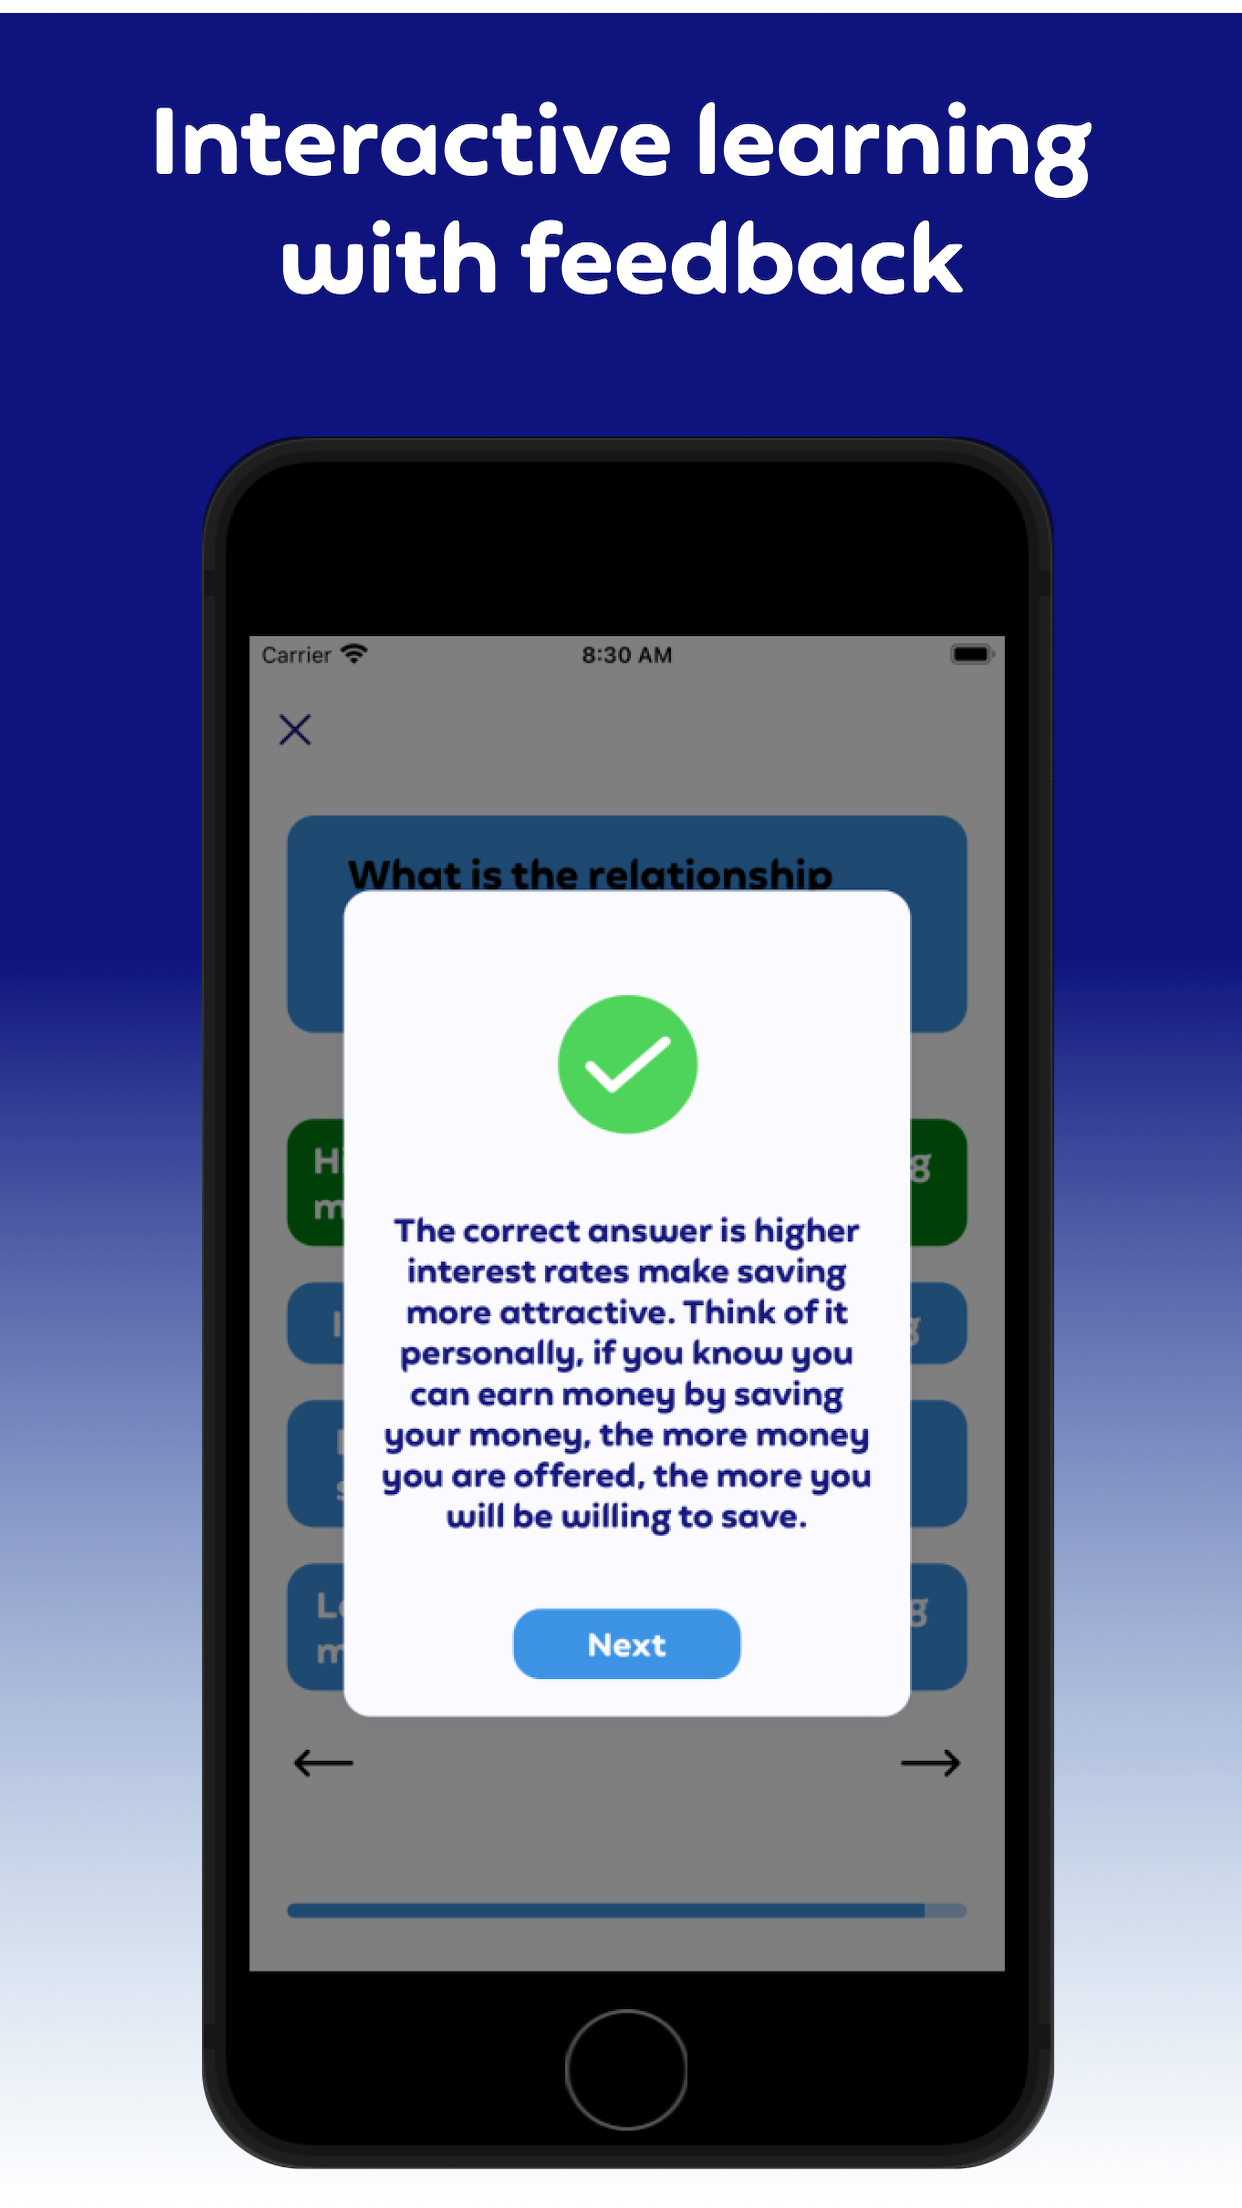 Interactive learning
with feedback
Carrier
8:30 AM
What is the relationship
The correct answer is higher
interest rates make saving
more attractive. Think of it
personally, if you know you
can earn money by saving
your money, the more money
you are offered, the more you
will be willing to save.
Next